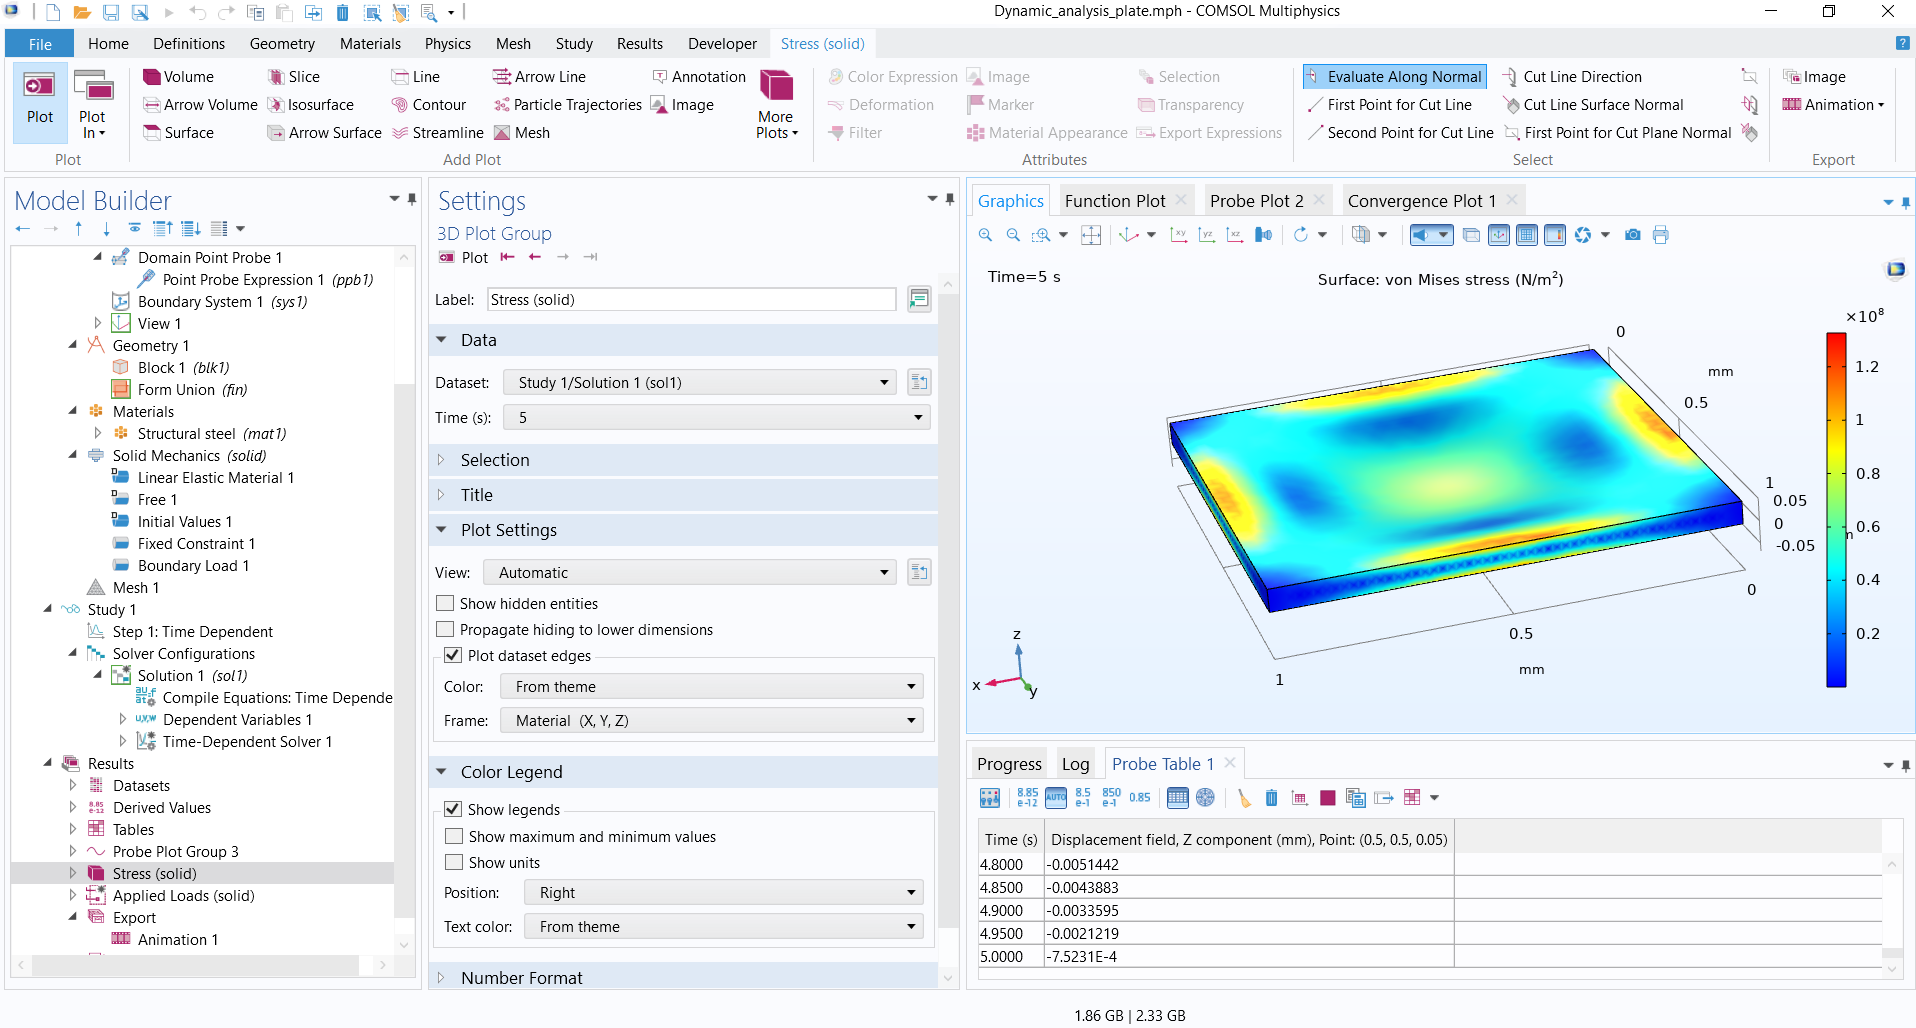 Dynamic_analysis_plate.mph - COMSOL Multiphysics
File
Home
Definitions
Geometry
Materials
Physics
Mesh
Study
Results
Developer
Stress (solid)
?
Plot
Plot In
Plot
Volume
Arrow Volume
Surface
Slice
Isosurface
Arrow Surface
Line
Contour
Streamline
Arrow Line
Particle Trajectories
Mesh
Annotation
Image
More Plots
Add Plot
Color Expression
Deformation
Filter
Image
Marker
Material Appearance
Selection
Transparency
Export Expressions
Attributes
Evaluate Along Normal
First Point for Cut Line
Second Point for Cut Line
Cut Line Direction
Cut Line Surface Normal
First Point for Cut Plane Normal
Select
Image
Animation
Export
Model Builder
Domain Point Probe 1
Point Probe Expression 1 (ppb1)
Boundary System 1 (sys1)
View 1
Geometry 1
Block 1 (blk1)
Form Union (fin)
Materials
Structural steel (mat1)
Solid Mechanics (solid)
Linear Elastic Material 1
Free 1
Initial Values 1
Fixed Constraint 1
Boundary Load 1
Mesh 1
Study 1
Step 1: Time Dependent
Solver Configurations
Solution 1 (sol1)
Compile Equations: Time Depende
Dependent Variables 1
Time-Dependent Solver 1
Results
Datasets
Derived Values
Tables
Probe Plot Group 3
Stress (solid)
Applied Loads (solid)
Export
Animation 1
Settings
3D Plot Group
Plot
Label: Stress (solid)
Data
Dataset: Study 1/Solution 1 (sol1)
Time (s): 5
Selection
Title
Plot Settings
View: Automatic
Show hidden entities
Propagate hiding to lower dimensions
Plot dataset edges
Color: From theme
Frame: Material (X, Y, Z)
Color Legend
Show legends
Show maximum and minimum values
Show units
Position: Right
Text color: From theme
Number Format
Graphics
Function Plot
Probe Plot 2
Convergence Plot 1
xy
yz
xz
Time=5 s
Surface: von Mises stress (N/m²)
×10⁸
1.2
1
0.8
0.6
0.4
0.2
0
mm
0.5
1
0.05
0
-0.05
m
0
0.5
mm
1
z
x
y
Progress
Log
Probe Table 1
8.85 e-12
AUTO
8.5 e-1
850 e-1
0.85
Time (s) Displacement field, Z component (mm), Point: (0.5, 0.5, 0.05)
4.8000 -0.0051442
4.8500 -0.0043883
4.9000 -0.0033595
4.9500 -0.0021219
5.0000 -7.5231E-4
1.86 GB | 2.33 GB